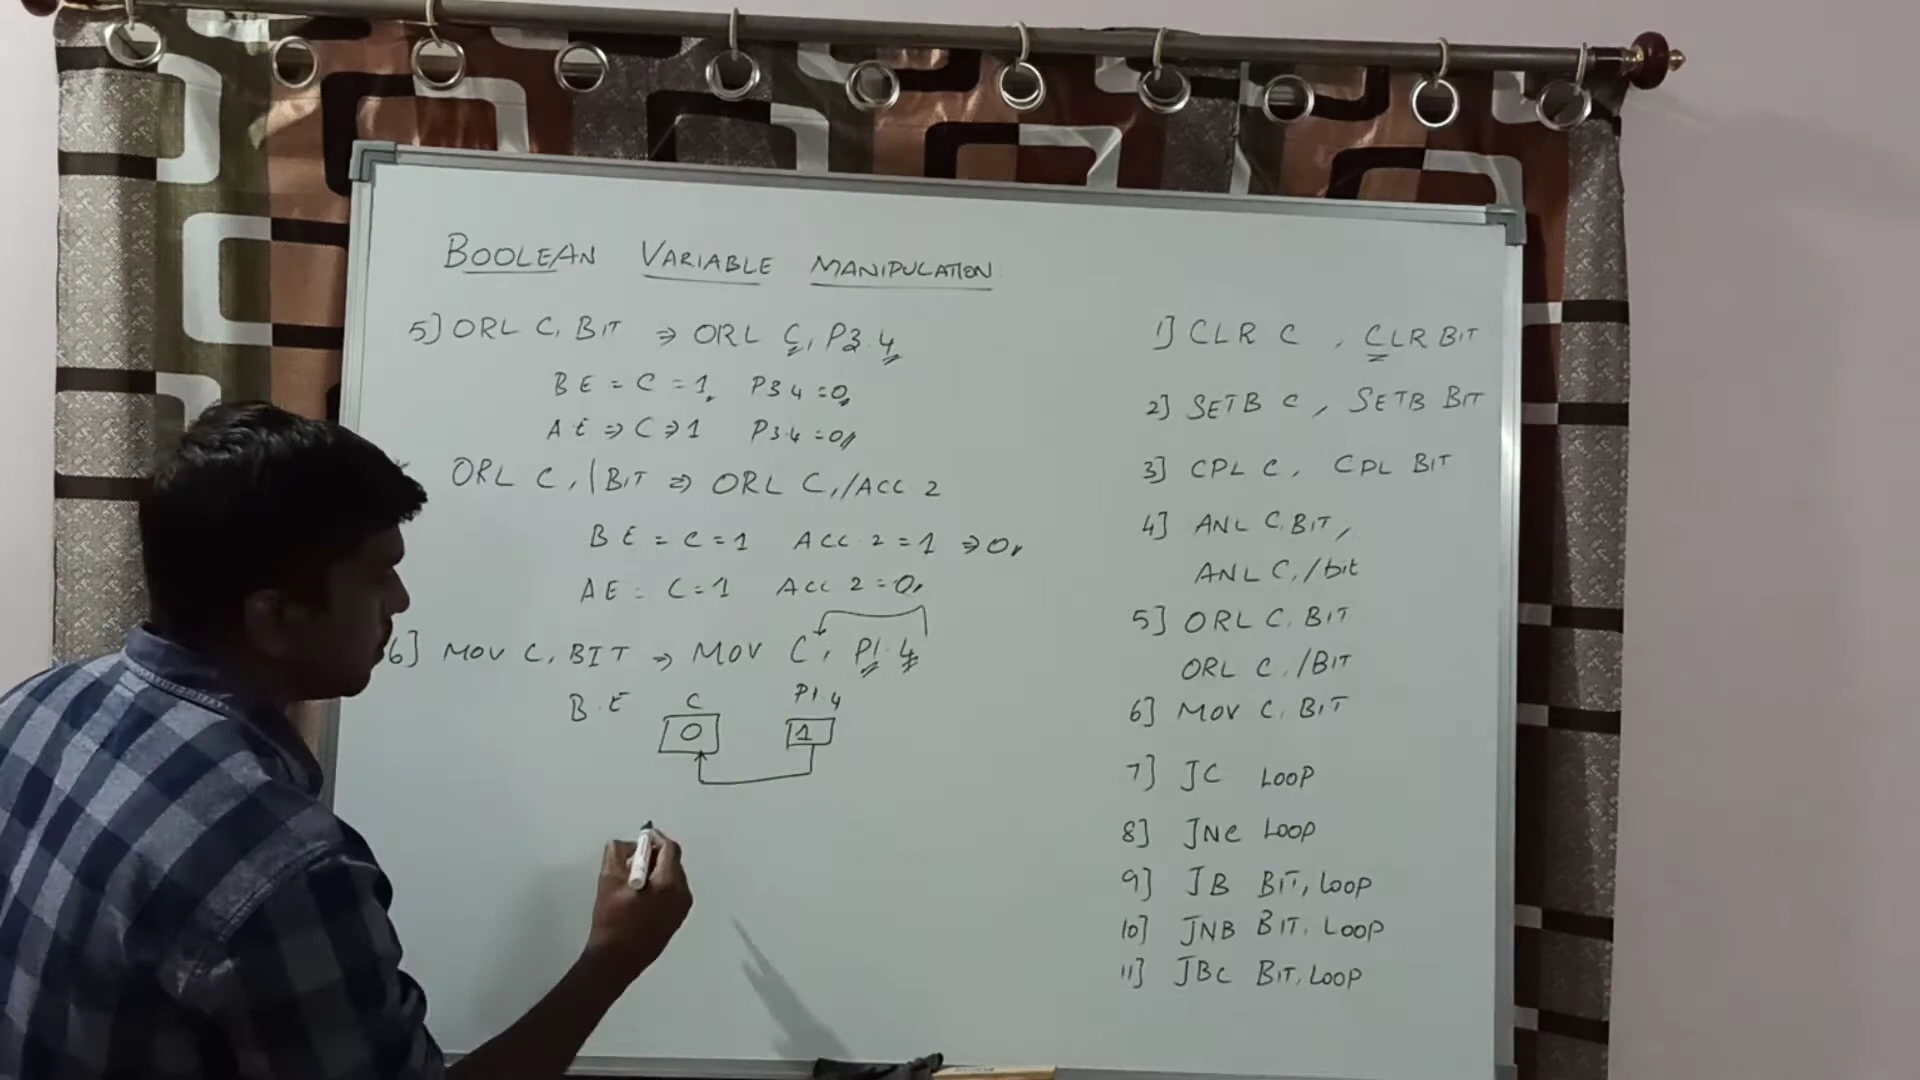 BOOLEAN VARIABLE MANIPULATION
5] ORL C, BIT ⇒ ORL C, P3.4
BE = C = 1, P3 4 = 0,
AE ⇒ C ⇒ 1 P3.4 = 0,
ORL C, /BIT ⇒ ORL C, /ACC 2
BE = C = 1 ACC 2 = 1 ⇒ 0,
AE = C = 1 ACC 2 = 0,
6] MOV C, BIT ⇒ MOV C, P1.4
B.E C P1.4
0 1
1] CLR C , CLR BIT
2] SETB C , SETB BIT
3] CPL C, CPL BIT
4] ANL C, BIT,
ANL C, /bit
5] ORL C, BIT
ORL C, /BIT
6] MOV C, BIT
7] JC LOOP
8] JNC LOOP
9] JB BIT, LOOP
10] JNB BIT, LOOP
11] JBC BIT, LOOP